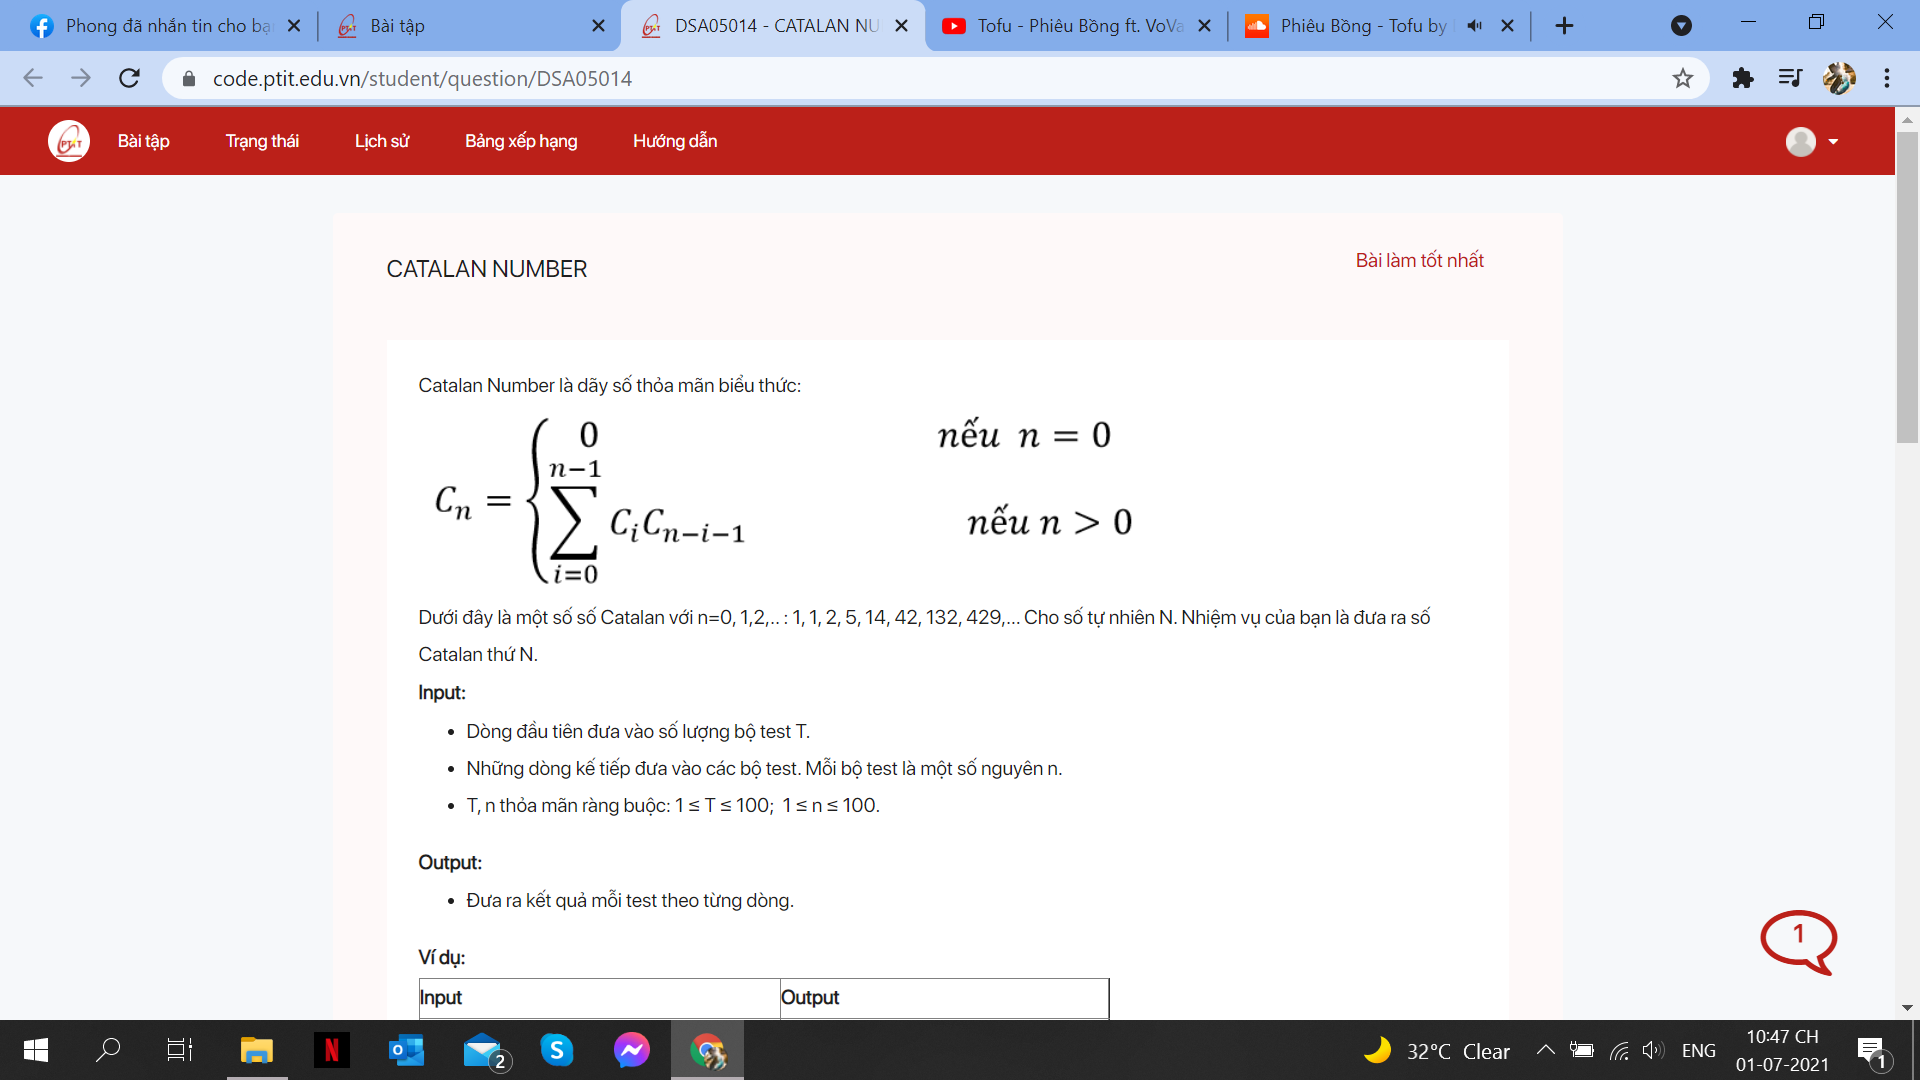 Phong đã nhắn tin cho bạ
Bài tập
DSA05014 - CATALAN NU
Tofu - Phiêu Bồng ft. VoVa
Phiêu Bồng - Tofu by
code.ptit.edu.vn/student/question/DSA05014
PTIT
Bài tập
Trạng thái
Lịch sử
Bảng xếp hạng
Hướng dẫn
CATALAN NUMBER
Bài làm tốt nhất
Catalan Number là dãy số thỏa mãn biểu thức:
0 nếu n = 0
n−1
Cn = { ∑ CiCn−i−1 nếu n > 0
i=0
Dưới đây là một số số Catalan với n=0, 1,2,.. : 1, 1, 2, 5, 14, 42, 132, 429,... Cho số tự nhiên N. Nhiệm vụ của bạn là đưa ra số
Catalan thứ N.
Input:
• Dòng đầu tiên đưa vào số lượng bộ test T.
• Những dòng kế tiếp đưa vào các bộ test. Mỗi bộ test là một số nguyên n.
• T, n thỏa mãn ràng buộc: 1 ≤ T ≤ 100; 1 ≤ n ≤ 100.
Output:
• Đưa ra kết quả mỗi test theo từng dòng.
1
Ví dụ:
Input Output
N
2
32°C Clear
ENG
10:47 CH
01-07-2021
1